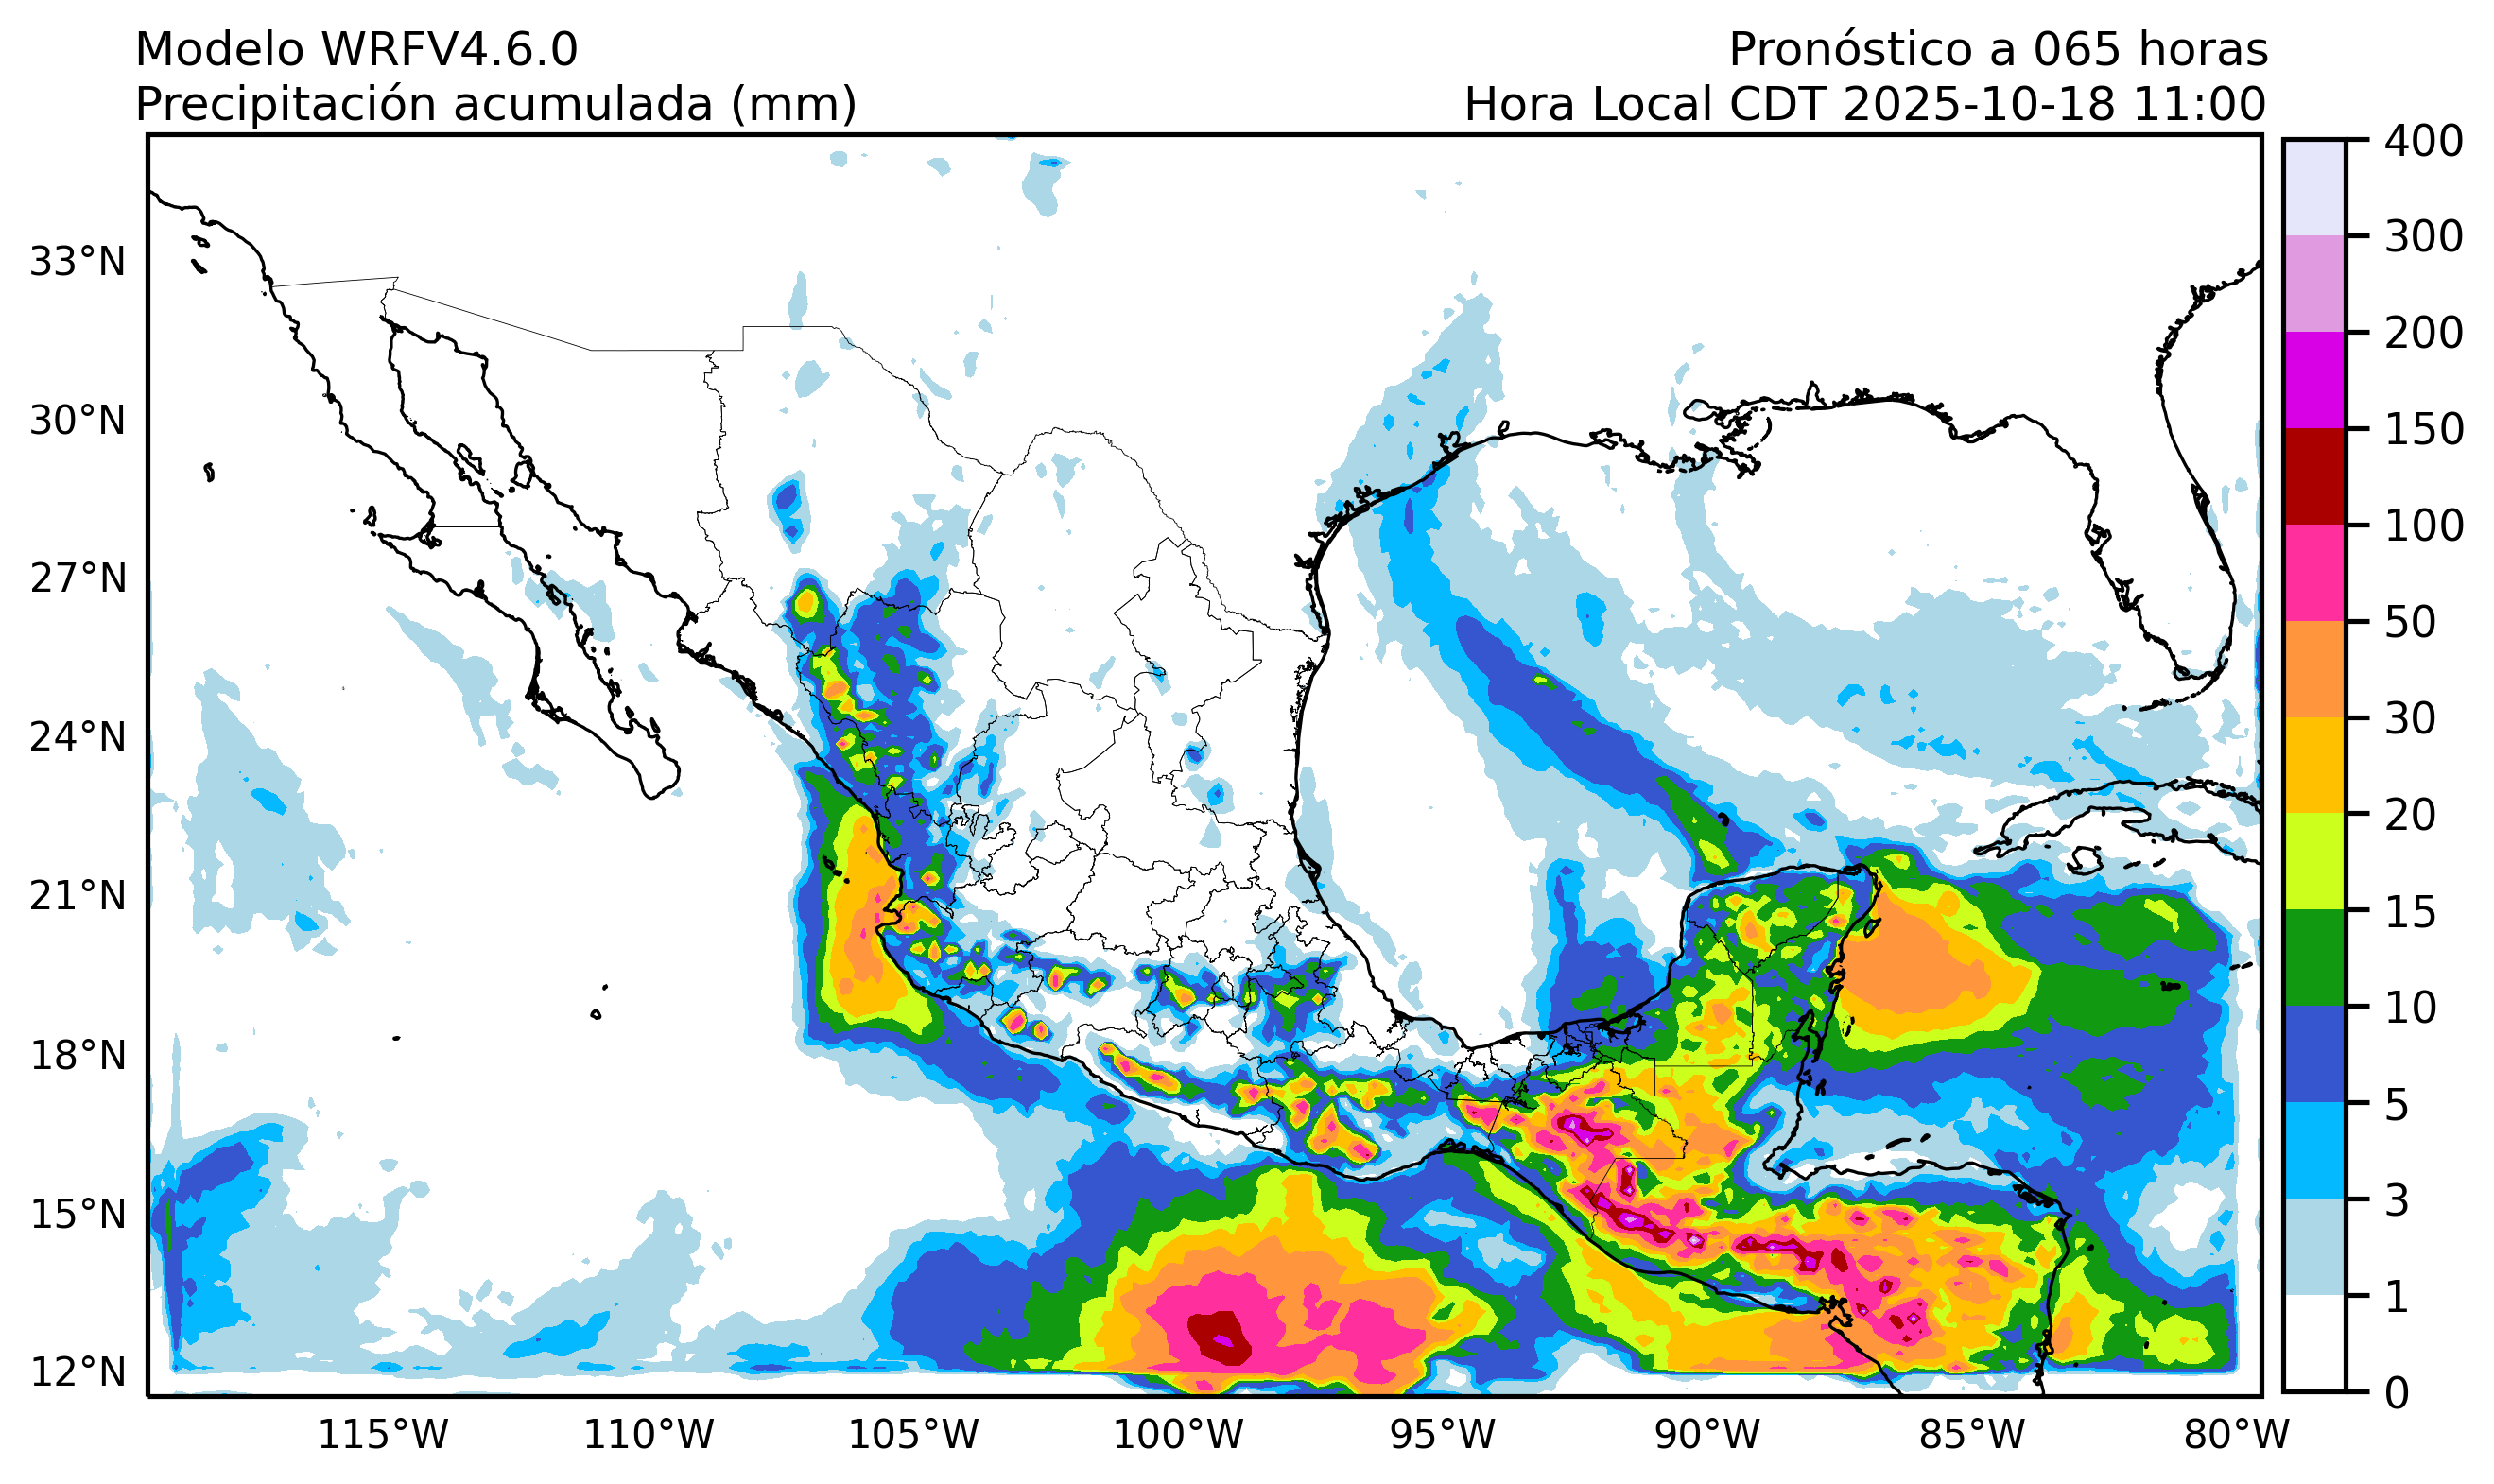 Modelo WRFV4.6.0
Pronóstico a 065 horas
Precipitación acumulada (mm)
Hora Local CDT 2025-10-18 11:00
33°N
30°N
27°N
24°N
21°N
18°N
15°N
12°N
115°W
110°W
105°W
100°W
95°W
90°W
85°W
80°W
400
300
200
150
100
50
30
20
15
10
5
3
1
0